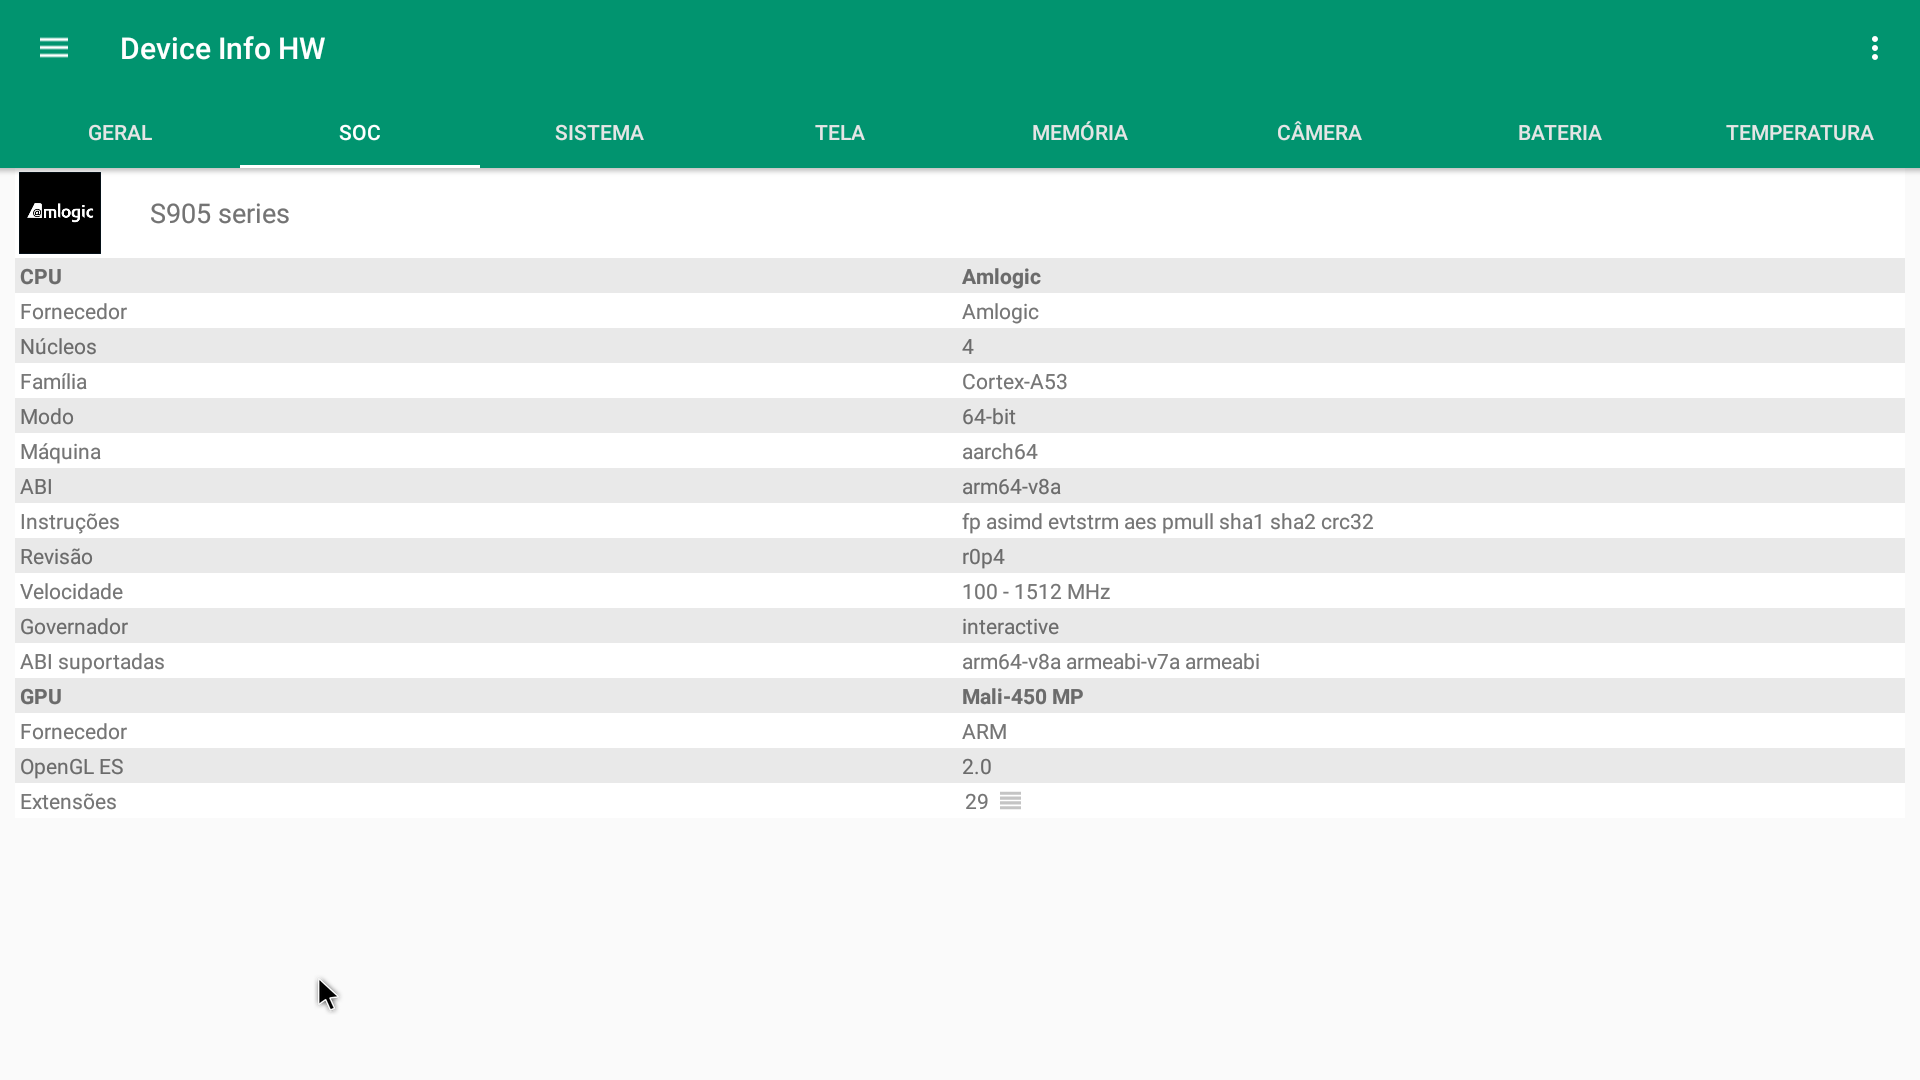 Device Info HW
GERAL SOC SISTEMA TELA MEMÓRIA CÂMERA BATERIA TEMPERATURA
Amlogic S905 series
CPU Amlogic
Fornecedor Amlogic
Núcleos 4
Família Cortex-A53
Modo 64-bit
Máquina aarch64
ABI arm64-v8a
Instruções fp asimd evtstrm aes pmull sha1 sha2 crc32
Revisão r0p4
Velocidade 100 - 1512 MHz
Governador interactive
ABI suportadas arm64-v8a armeabi-v7a armeabi
GPU Mali-450 MP
Fornecedor ARM
OpenGL ES 2.0
Extensões 29